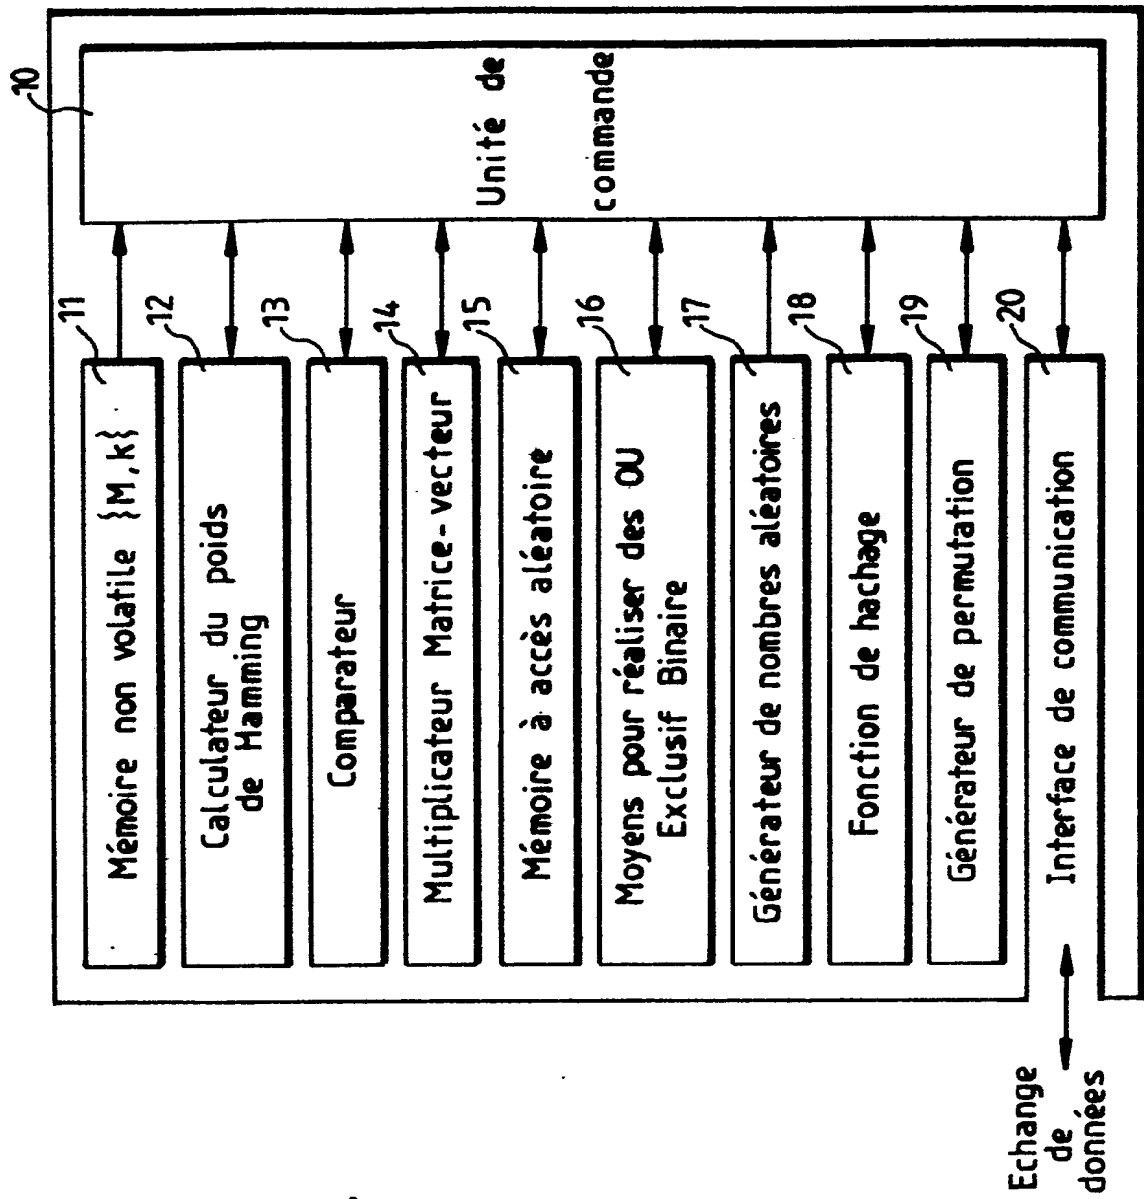 10
Unité de
commande
11
Mémoire non volatile }M,k{
12
Calculateur du poids
de Hamming
13
Comparateur
14
Multiplicateur Matrice-vecteur
15
Mémoire à accès aléatoire
16
Moyens pour réaliser des OU
Exclusif Binaire
17
Générateur de nombres aléatoires
18
Fonction de hachage
19
Générateur de permutation
20
Interface de communication
Echange
de
données